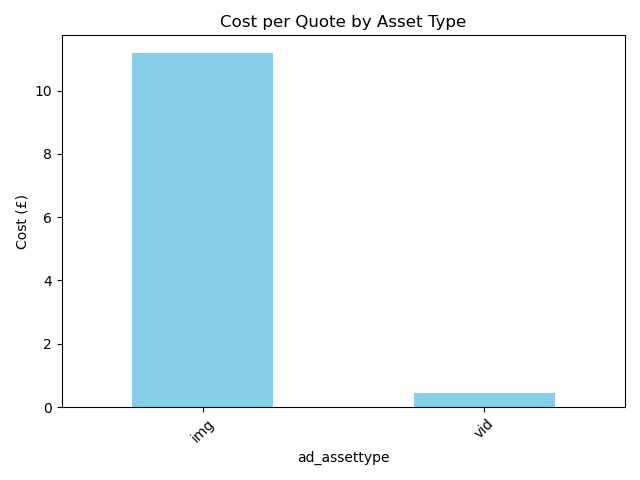 Cost per Quote by Asset Type
Cost (£)
10
8
6
4
2
0
img
vid
ad_assettype